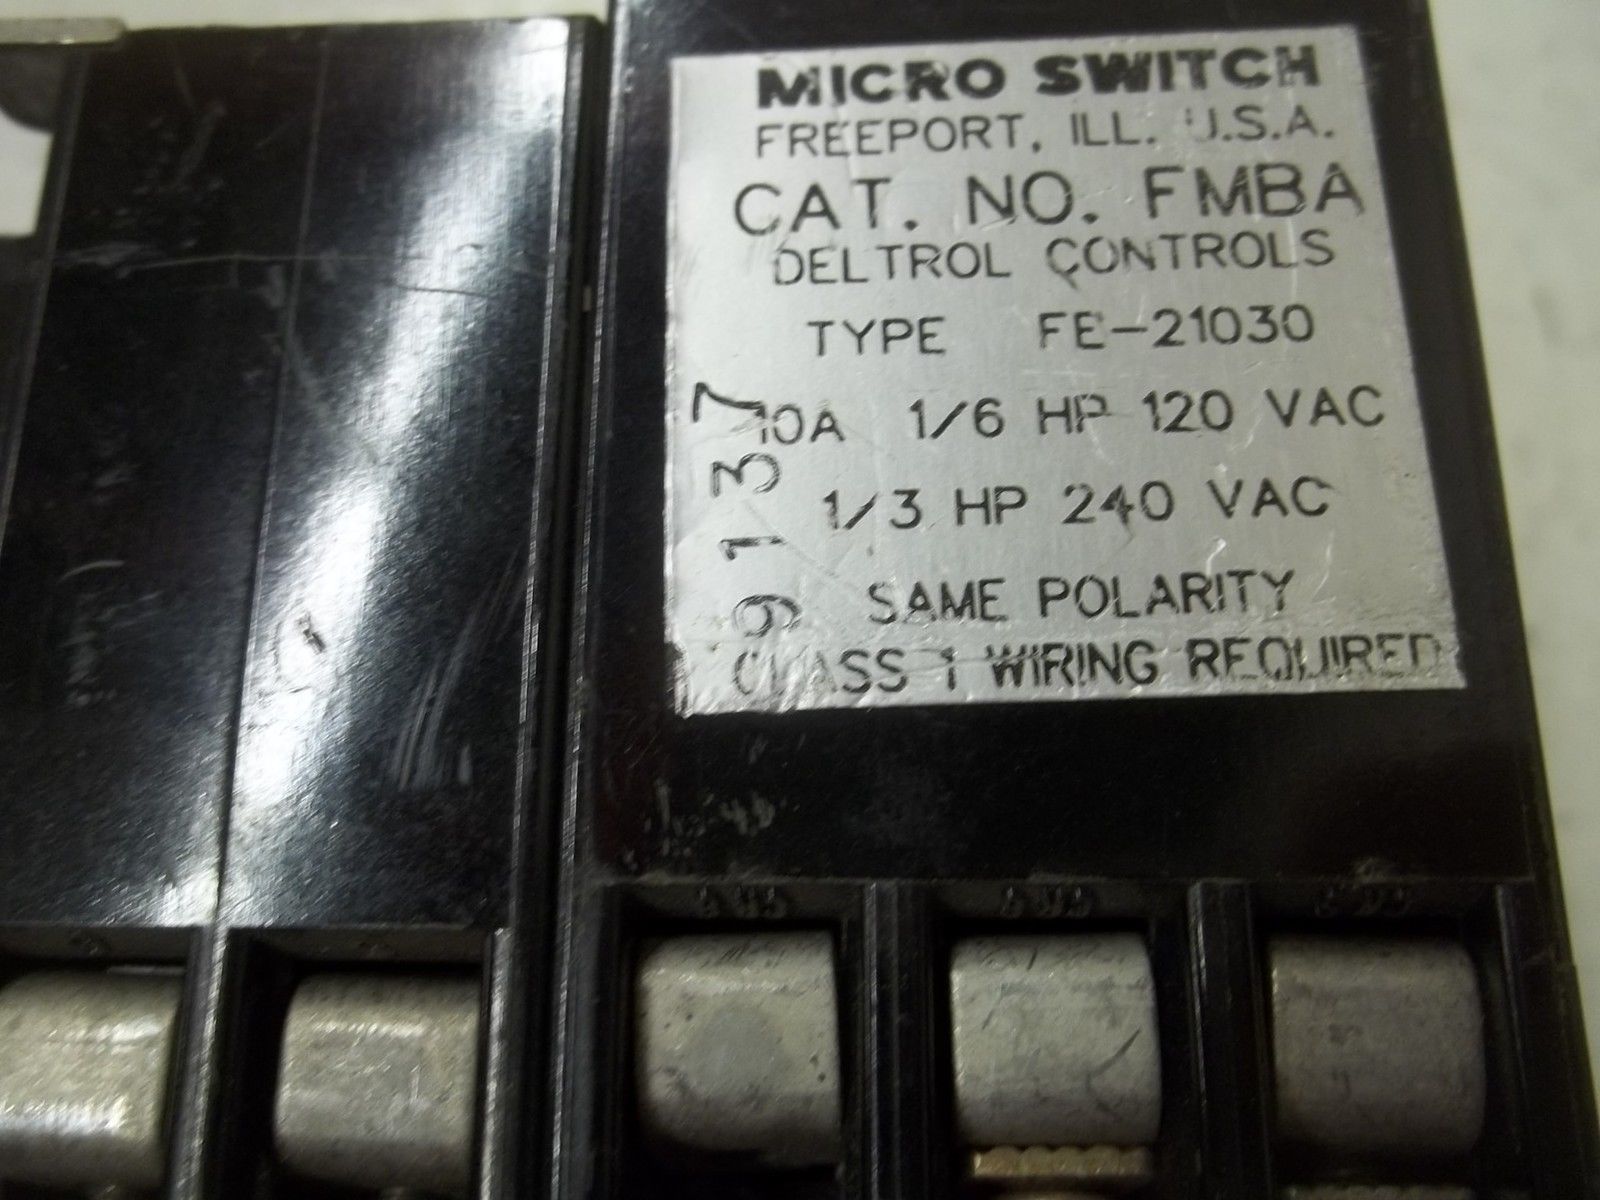 MICRO SWITCH
FREEPORT, ILL. U.S.A.
CAT. NO. FMBA
DELTROL CONTROLS
TYPE FE-21030
10A 1/6 HP 120 VAC
1/3 HP 240 VAC
SAME POLARITY
CLASS 1 WIRING REQUIRED
9137